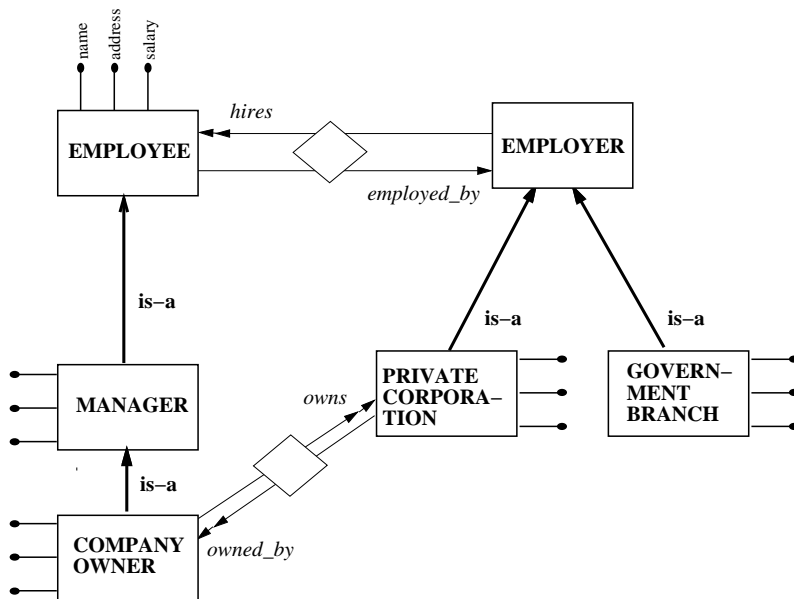 name
address
salary
hires
EMPLOYEE
EMPLOYER
employed_by
is–a
is–a
is–a
PRIVATE
CORPORA–
TION
GOVERN–
MENT
BRANCH
owns
MANAGER
is–a
COMPANY
OWNER
owned_by